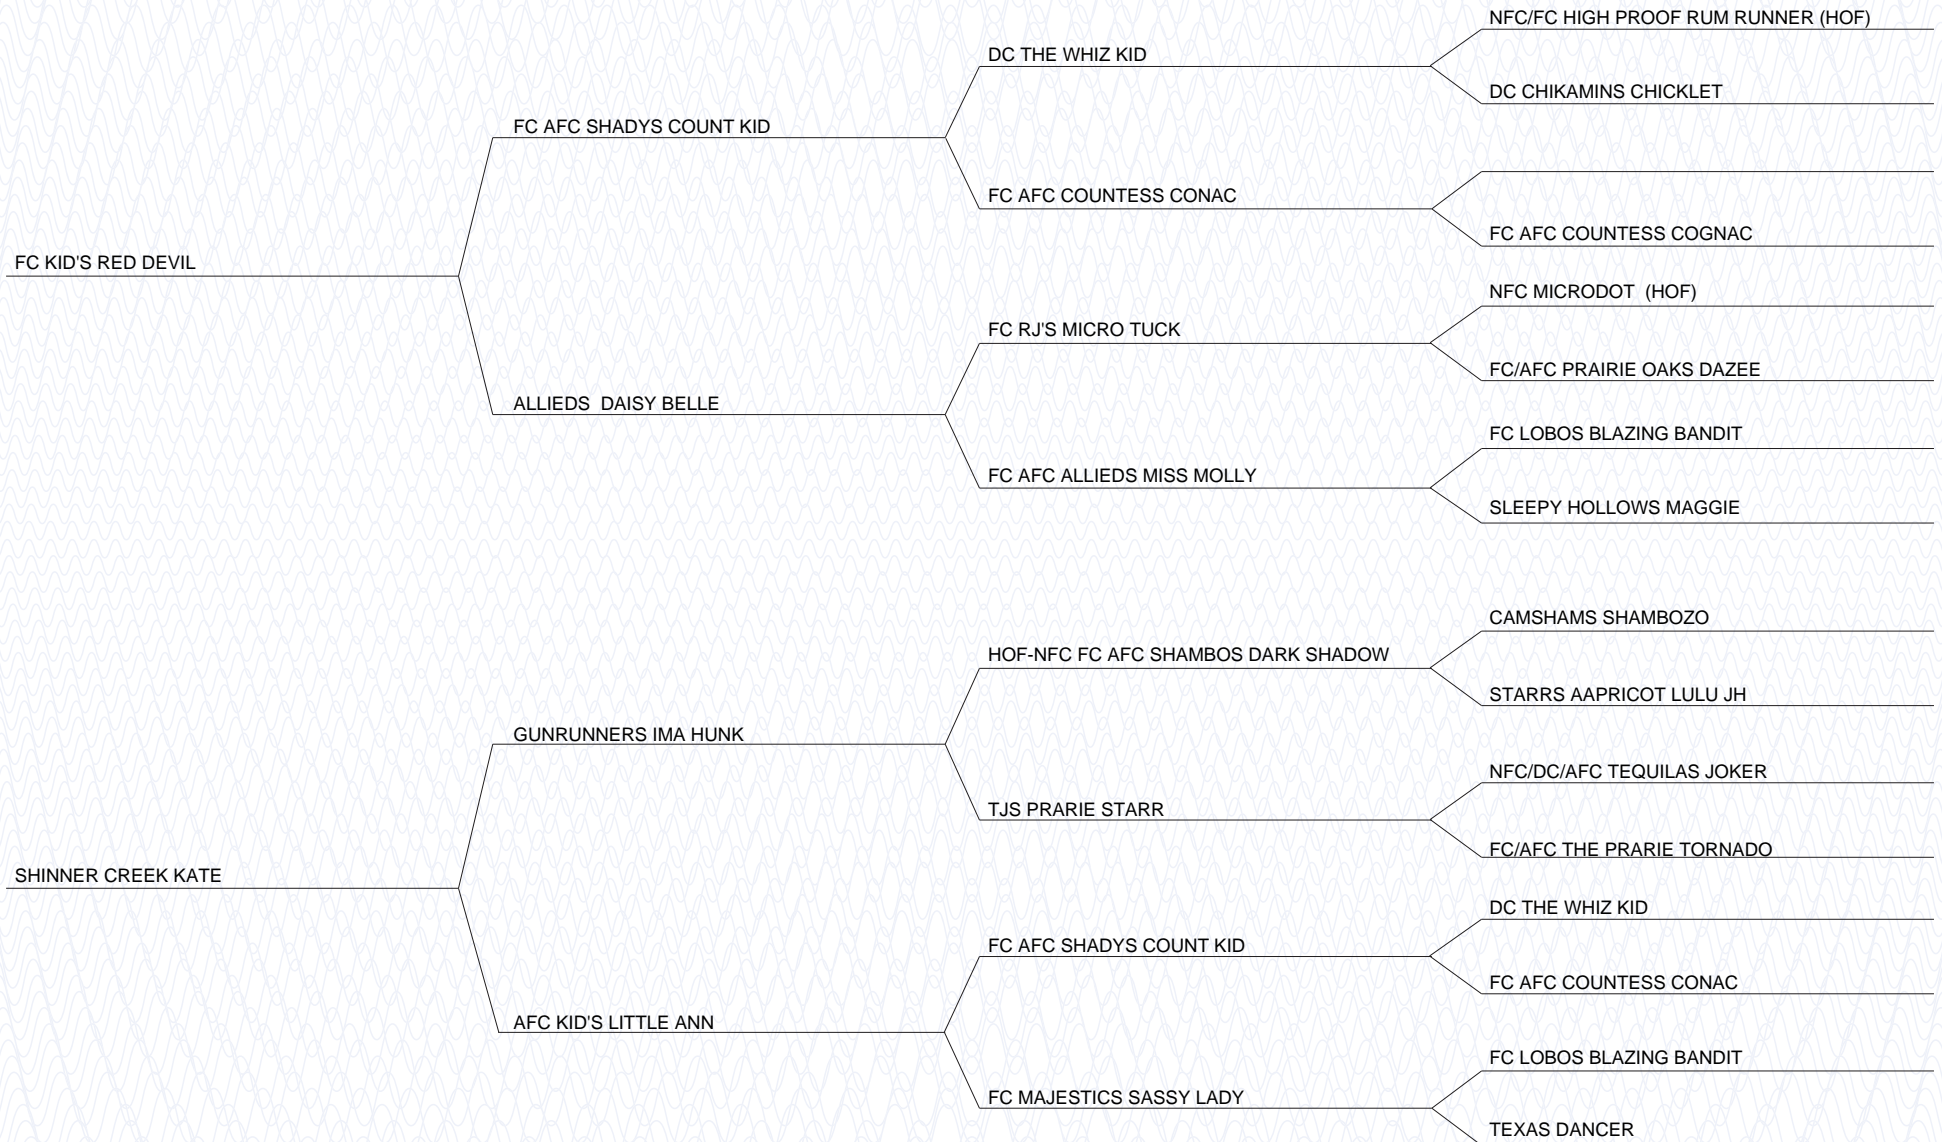 NFC/FC HIGH PROOF RUM RUNNER (HOF)
DC THE WHIZ KID
DC CHIKAMINS CHICKLET
FC AFC SHADYS COUNT KID
FC AFC COUNTESS CONAC
FC AFC COUNTESS COGNAC
FC KID'S RED DEVIL
NFC MICRODOT  (HOF)
FC RJ'S MICRO TUCK
FC/AFC PRAIRIE OAKS DAZEE
ALLIEDS  DAISY BELLE
FC LOBOS BLAZING BANDIT
FC AFC ALLIEDS MISS MOLLY
SLEEPY HOLLOWS MAGGIE
CAMSHAMS SHAMBOZO
HOF-NFC FC AFC SHAMBOS DARK SHADOW
STARRS AAPRICOT LULU JH
GUNRUNNERS IMA HUNK
NFC/DC/AFC TEQUILAS JOKER
TJS PRARIE STARR
FC/AFC THE PRARIE TORNADO
SHINNER CREEK KATE
DC THE WHIZ KID
FC AFC SHADYS COUNT KID
FC AFC COUNTESS CONAC
AFC KID'S LITTLE ANN
FC LOBOS BLAZING BANDIT
FC MAJESTICS SASSY LADY
TEXAS DANCER